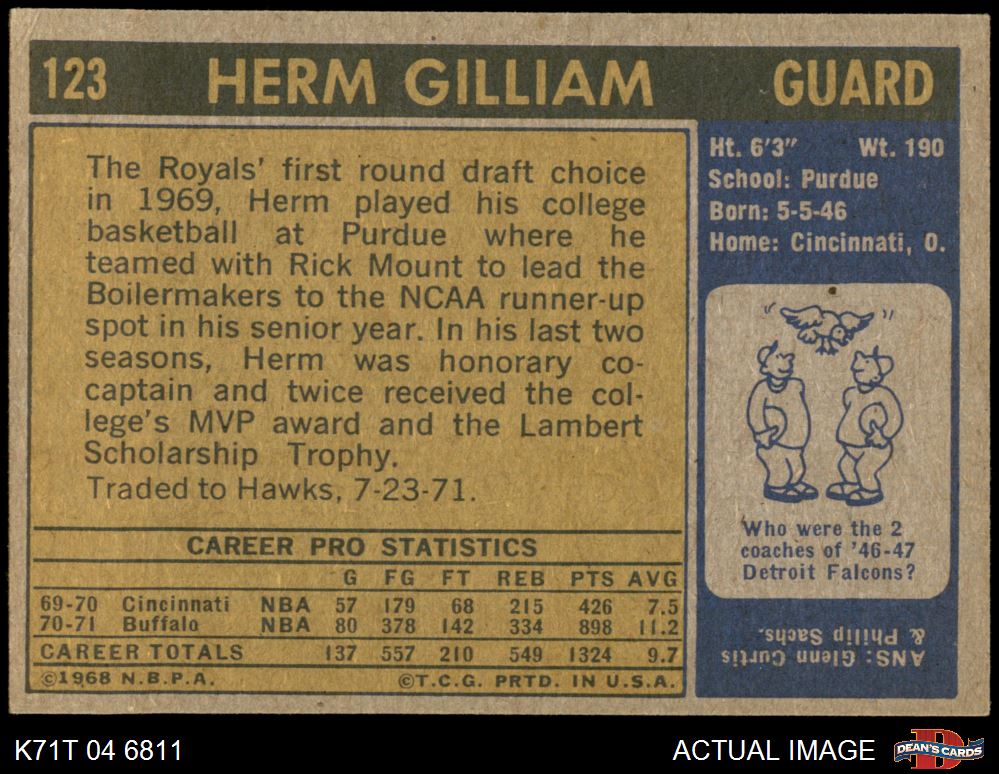 123 HERM GILLIAM GUARD
The Royals' first round draft choice
in 1969, Herm played his college
basketball at Purdue where he
teamed with Rick Mount to lead the
Boilermakers to the NCAA runner-up
spot in his senior year. In his last two
seasons, Herm was honorary co-
captain and twice received the col-
lege's MVP award and the Lambert
Scholarship Trophy.
Traded to Hawks, 7-23-71.
CAREER PRO STATISTICS
G FG FT REB PTS AVG
69-70 Cincinnati NBA 57 179 68 215 426 7.5
70-71 Buffalo NBA 80 378 142 334 898 11.2
CAREER TOTALS 137 557 210 549 1324 9.7
©1968 N.B.P.A. ©T.C.G. PRTD. IN U.S.A.
Ht. 6'3" Wt. 190
School: Purdue
Born: 5-5-46
Home: Cincinnati, O.
Who were the 2
coaches of '46-47
Detroit Falcons?
ANS: Glenn Curtis
& Philip Sachs.
K71T 04 6811 ACTUAL IMAGE DEAN'S CARDS